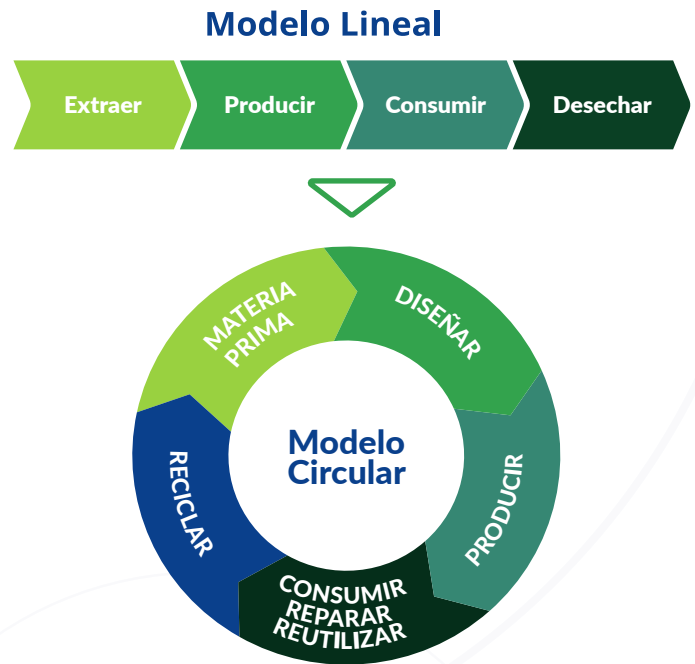 Modelo Lineal
Extraer
Producir
Consumir
Desechar
MATERIA
PRIMA
DISEÑAR
PRODUCIR
CONSUMIR
REPARAR
REUTILIZAR
RECICLAR
Modelo
Circular